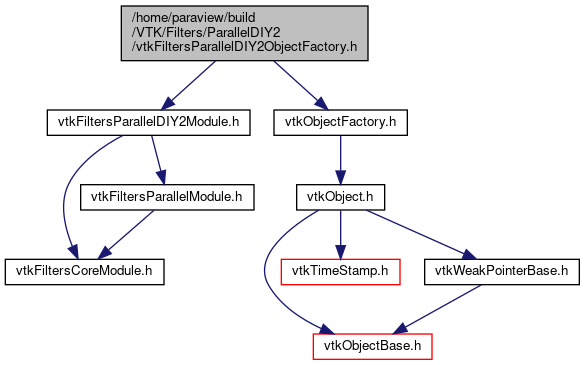 /home/paraview/build
/VTK/Filters/ParallelDIY2
/vtkFiltersParallelDIY2ObjectFactory.h
vtkFiltersParallelDIY2Module.h
vtkObjectFactory.h
vtkFiltersParallelModule.h
vtkObject.h
vtkFiltersCoreModule.h
vtkTimeStamp.h
vtkWeakPointerBase.h
vtkObjectBase.h